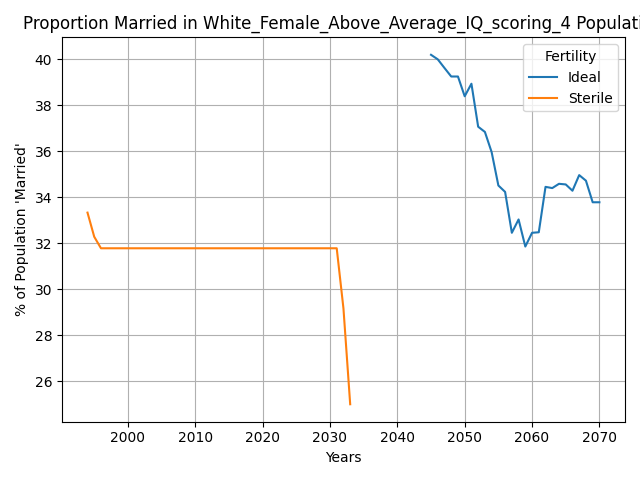 Proportion Married in White_Female_Above_Average_IQ_scoring_4 Populati
Fertility
Ideal
Sterile
% of Population 'Married'
40
38
36
34
32
30
28
26
2000 2010 2020 2030 2040 2050 2060 2070
Years